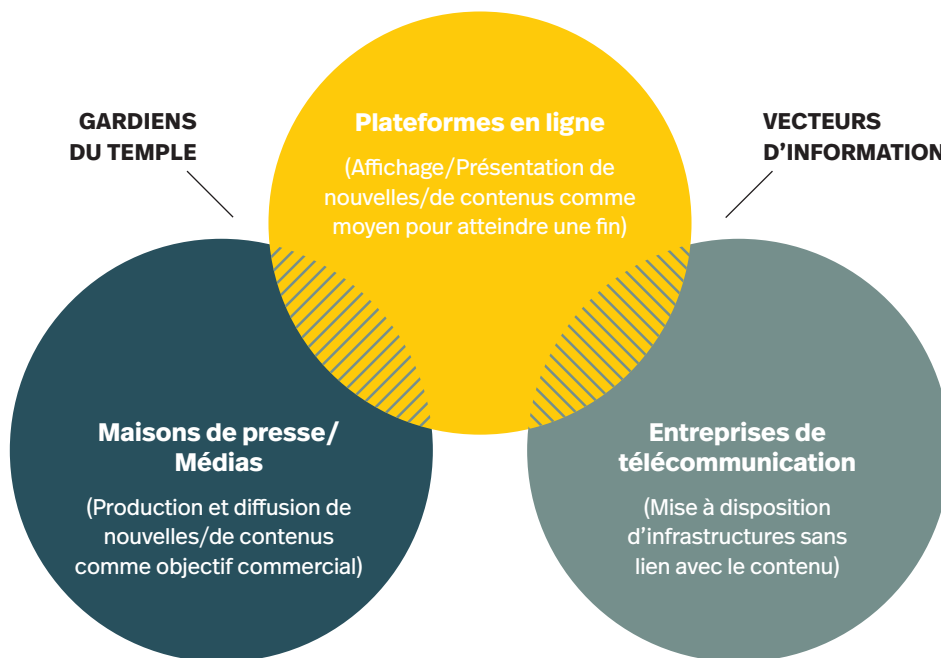 GARDIENS
DU TEMPLE
Plateformes en ligne
(Affichage/Présentation de
nouvelles/de contenus comme
moyen pour atteindre une fin)
VECTEURS
D’INFORMATION
Maisons de presse/
Médias
(Production et diffusion de
nouvelles/de contenus
comme objectif commercial)
Entreprises de
télécommunication
(Mise à disposition
d’infrastructures sans
lien avec le contenu)